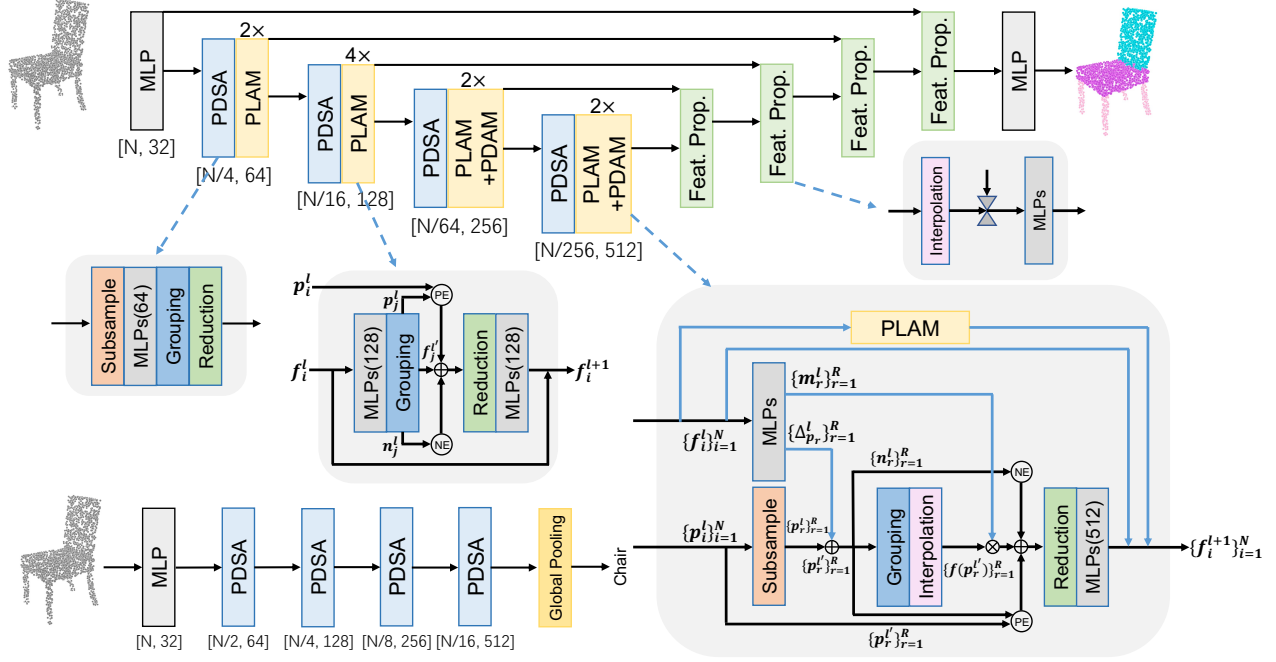 MLP
[N, 32]
PDSA
PLAM
2×
[N/4, 64]
PDSA
PLAM
4×
[N/16, 128]
PDSA
PLAM
+PDAM
2×
[N/64, 256]
PDSA
PLAM
+PDAM
2×
[N/256, 512]
Feat. Prop.
Feat. Prop.
Feat. Prop.
Feat. Prop.
MLP
Interpolation
MLPs
Subsample
MLPs(64)
Grouping
Reduction
p_i^l
p_j^l
PE
f_i^l
MLPs(128)
Grouping
f_j^{l'}
n_j^l
NE
Reduction
MLPs(128)
f_i^{l+1}
PLAM
{f_i^l}_{i=1}^N
MLPs
{m_r^l}_{r=1}^R
{Δ_{p_r}^l}_{r=1}^R
{n_r^l}_{r=1}^R
NE
{p_i^l}_{i=1}^N
Subsample
{p_r^l}_{r=1}^R
{p_r^{l'}}_{r=1}^R
Grouping
Interpolation
{f(p_r^{l'})}_{r=1}^R
{p_r^{l'}}_{r=1}^R
PE
Reduction
MLPs(512)
{f_i^{l+1}}_{i=1}^N
MLP
[N, 32]
PDSA
[N/2, 64]
PDSA
[N/4, 128]
PDSA
[N/8, 256]
PDSA
[N/16, 512]
Global Pooling
Chair